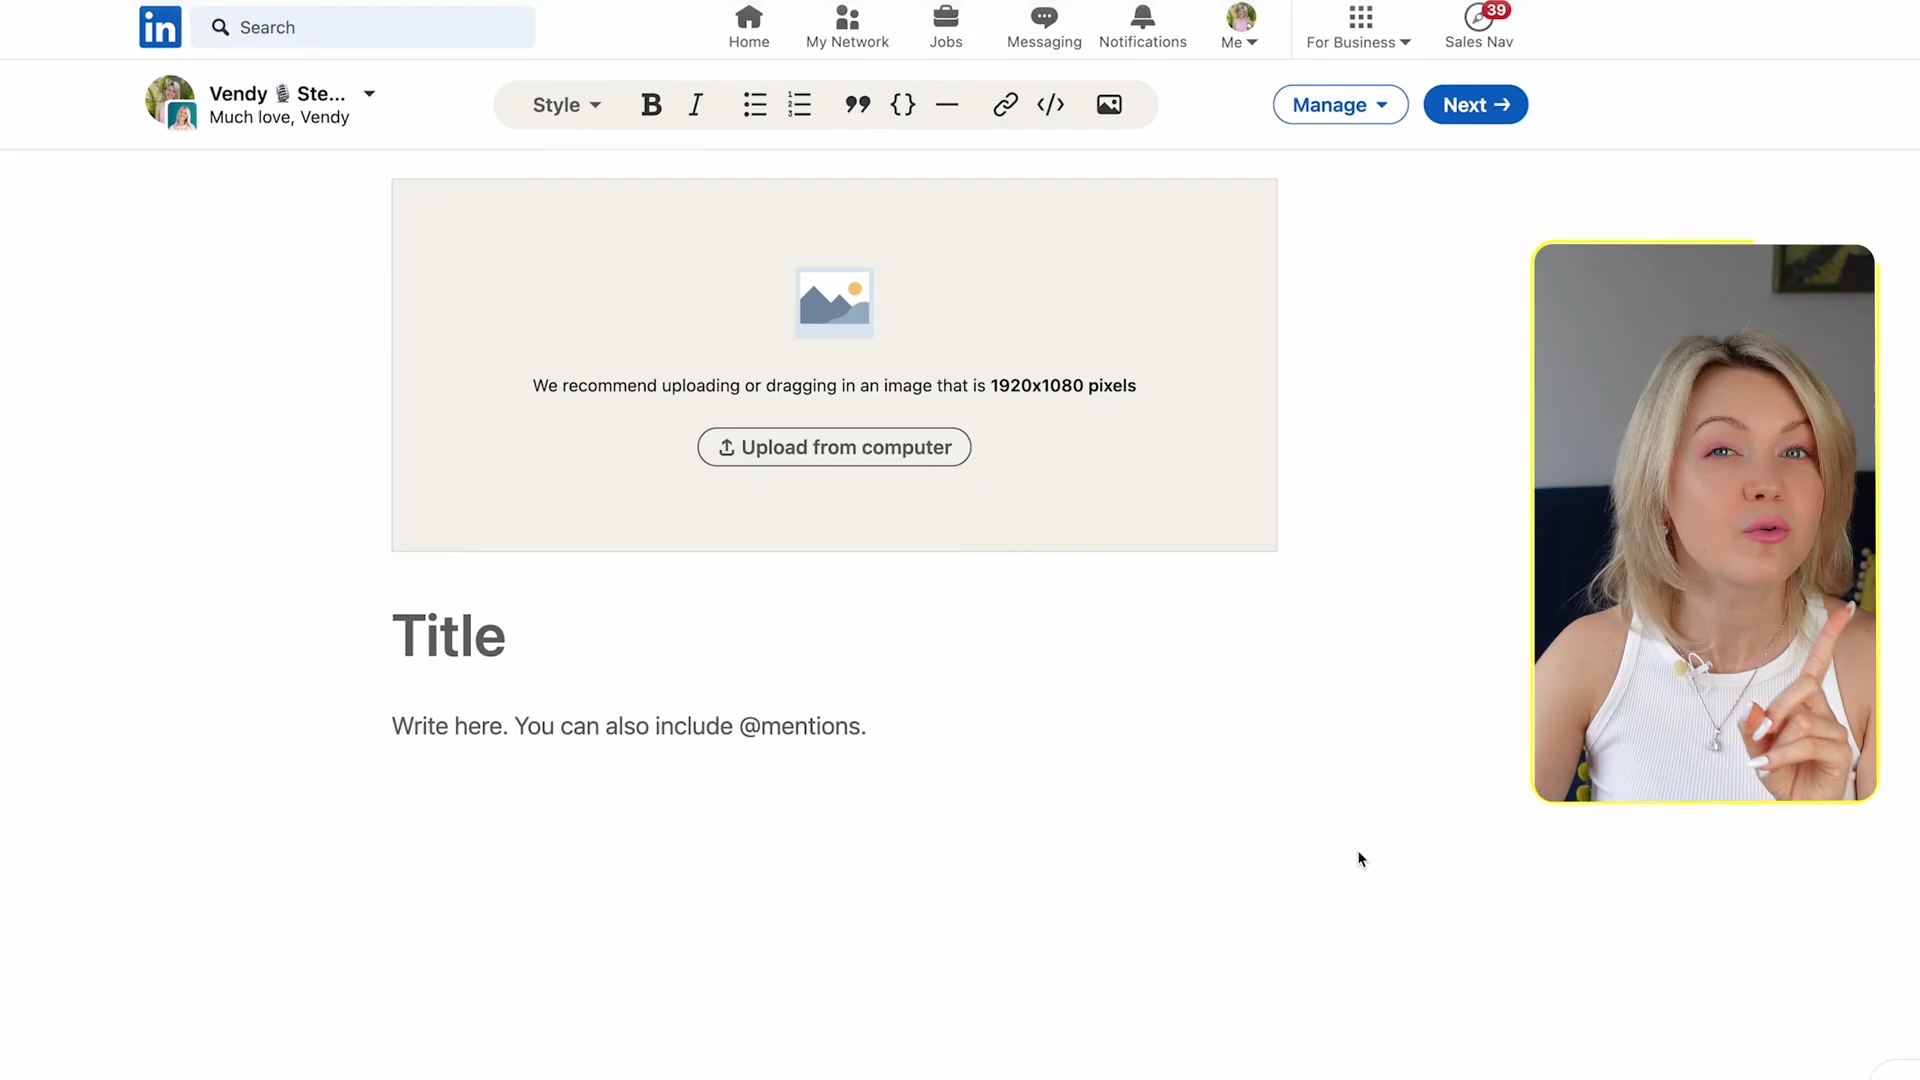 in
Search
Home
My Network
Jobs
Messaging
Notifications
Me
For Business
39
Sales Nav
Vendy 🎙️ Ste...
Much love, Vendy
Style
B
I
Manage
Next →
We recommend uploading or dragging in an image that is 1920x1080 pixels
Upload from computer
Title
Write here. You can also include @mentions.